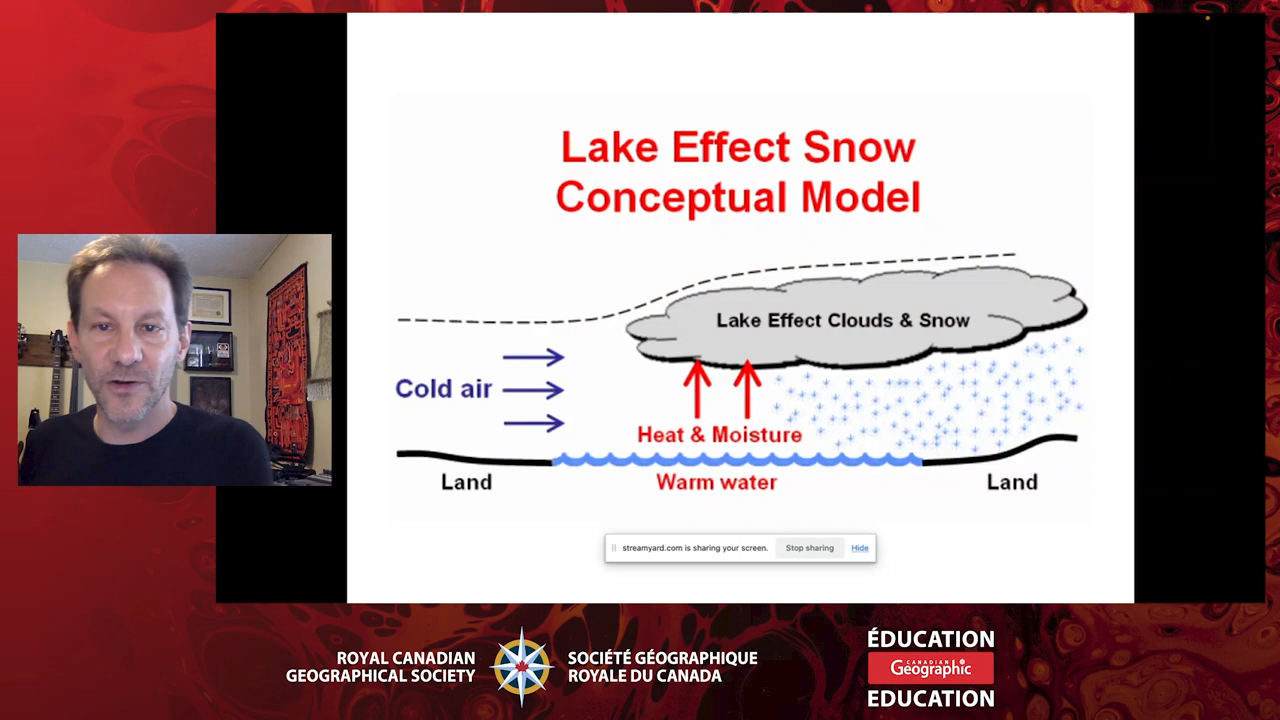 Lake Effect Snow
Conceptual Model
Lake Effect Clouds & Snow
Cold air
Heat & Moisture
Land
Warm water
Land
streamyard.com is sharing your screen.
Stop sharing
Hide
ROYAL CANADIAN
GEOGRAPHICAL SOCIETY
SOCIÉTÉ GÉOGRAPHIQUE
ROYALE DU CANADA
ÉDUCATION
CANADIAN
Geographic
EDUCATION